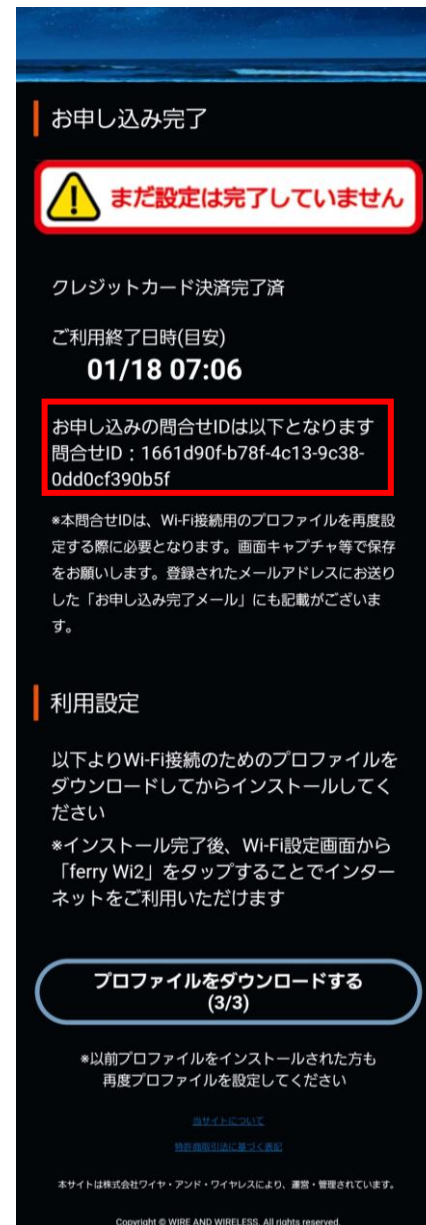 お申し込み完了
まだ設定は完了していません
クレジットカード決済完了済
ご利用終了日時(目安)
01/18 07:06
お申し込みの問合せIDは以下となります
問合せID：1661d90f-b78f-4c13-9c38-
0dd0cf390b5f
※本問合せIDは、Wi-Fi接続用のプロファイルを再度設
定する際に必要となります。画面キャプチャ等で保存
をお願いします。登録されたメールアドレスにお送り
した「お申し込み完了メール」にも記載がございま
す。
利用設定
以下よりWi-Fi接続のためのプロファイルを
ダウンロードしてからインストールしてく
ださい
※インストール完了後、Wi-Fi設定画面から
「ferry Wi2」をタップすることでインター
ネットをご利用いただけます
プロファイルをダウンロードする
(3/3)
※以前プロファイルをインストールされた方も
再度プロファイルを設定してください
当サイトについて
特定商取引法に基づく表記
本サイトは株式会社ワイヤ・アンド・ワイヤレスにより、運営・管理されています。
Copyright © WIRE AND WIRELESS. All rights reserved.